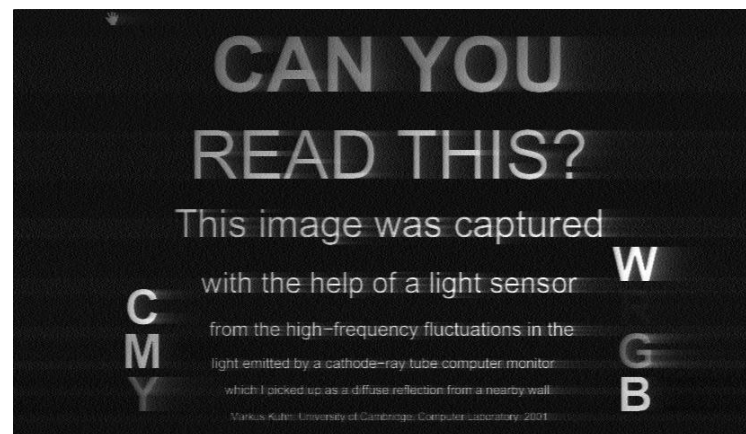 CAN YOU
READ THIS?
This image was captured
with the help of a light sensor
from the high-frequency fluctuations in the
light emitted by a cathode-ray tube computer monitor
which I picked up as a diffuse reflection from a nearby wall
Markus Kuhn, University of Cambridge, Computer Laboratory, 2001
C
M
Y
W
R
G
B